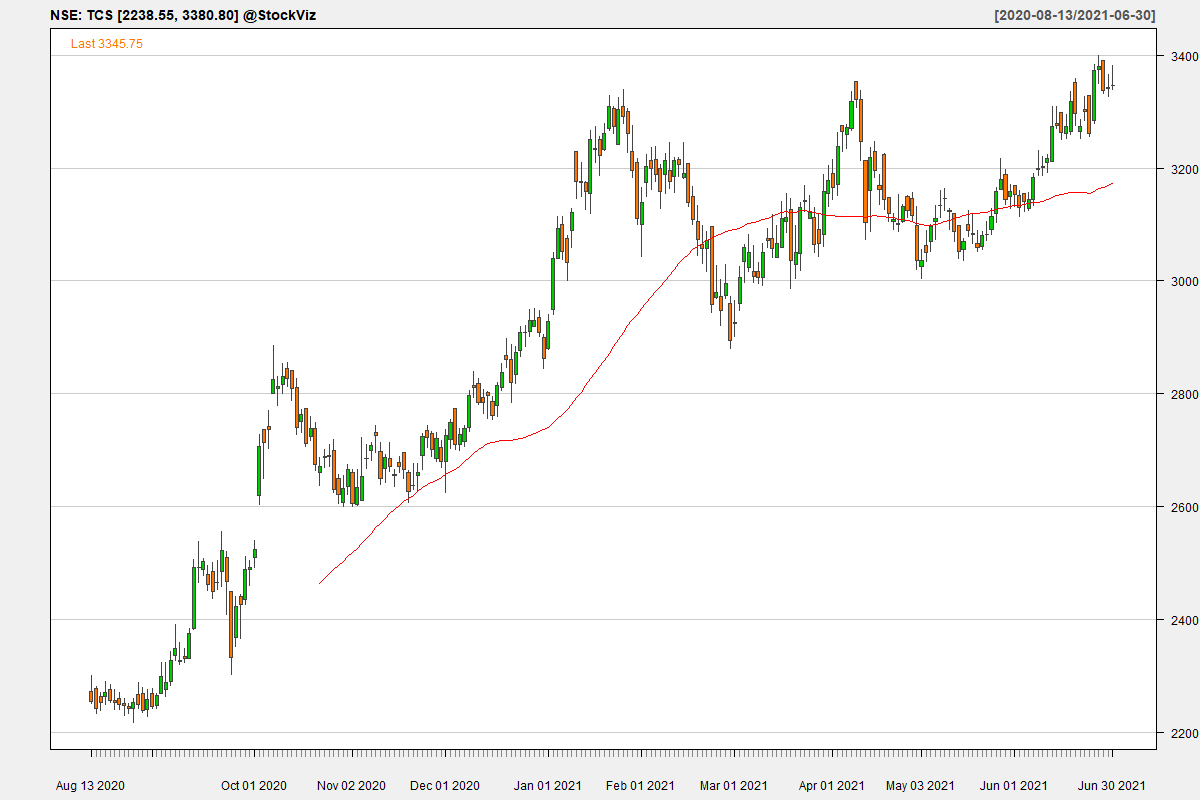 NSE: TCS [2238.55, 3380.80] @StockViz [2020-08-13/2021-06-30]
Last 3345.75
3400
3200
3000
2800
2600
2400
2200
Aug 13 2020 Oct 01 2020 Nov 02 2020 Dec 01 2020 Jan 01 2021 Feb 01 2021 Mar 01 2021 Apr 01 2021 May 03 2021 Jun 01 2021 Jun 30 2021